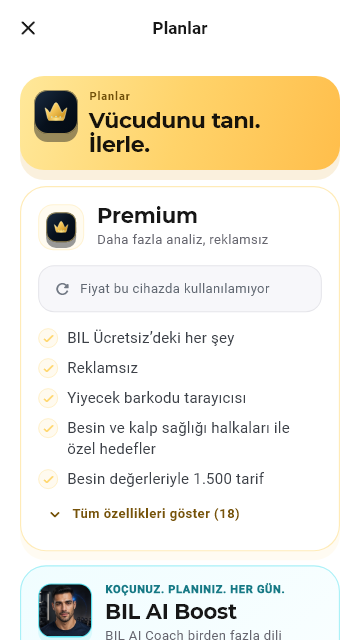 Planlar
Planlar
Vücudunu tanı.
İlerle.
Premium
Daha fazla analiz, reklamsız
Fiyat bu cihazda kullanılamıyor
BIL Ücretsiz’deki her şey
Reklamsız
Yiyecek barkodu tarayıcısı
Besin ve kalp sağlığı halkaları ile
özel hedefler
Besin değerleriyle 1.500 tarif
Tüm özellikleri göster (18)
KOÇUNUZ. PLANINIZ. HER GÜN.
BIL AI Boost
BIL AI Coach birden fazla dili